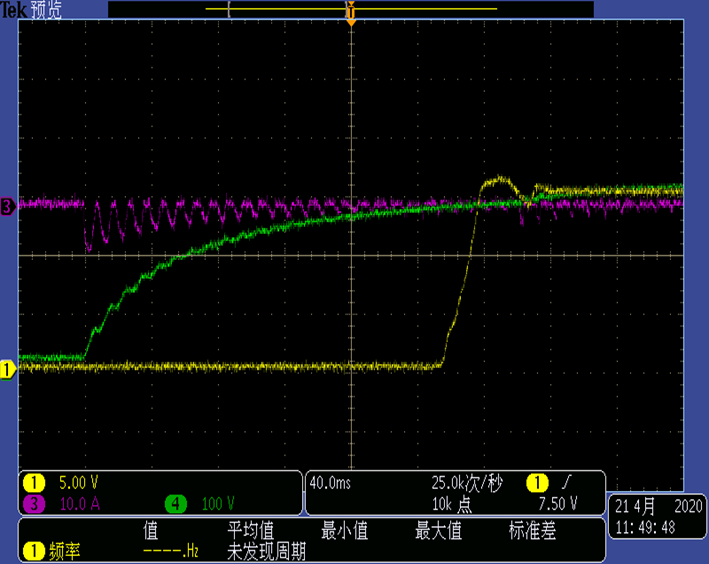 Tek 预览
T
3
1
1 5.00 V
3 10.0 A 4 100 V
40.0ms 25.0k次/秒 1
10k 点 7.50 V
21 4月 2020
11:49:48
值 平均值 最小值 最大值 标准差
1 频率 ----.Hz 未发现周期